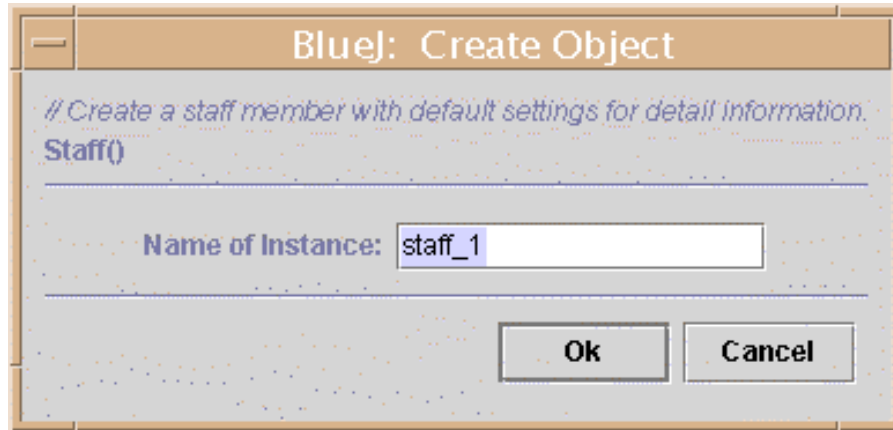 BlueJ:  Create Object
// Create a staff member with default settings for detail information.
Staff()
Name of Instance: staff_1
Ok Cancel